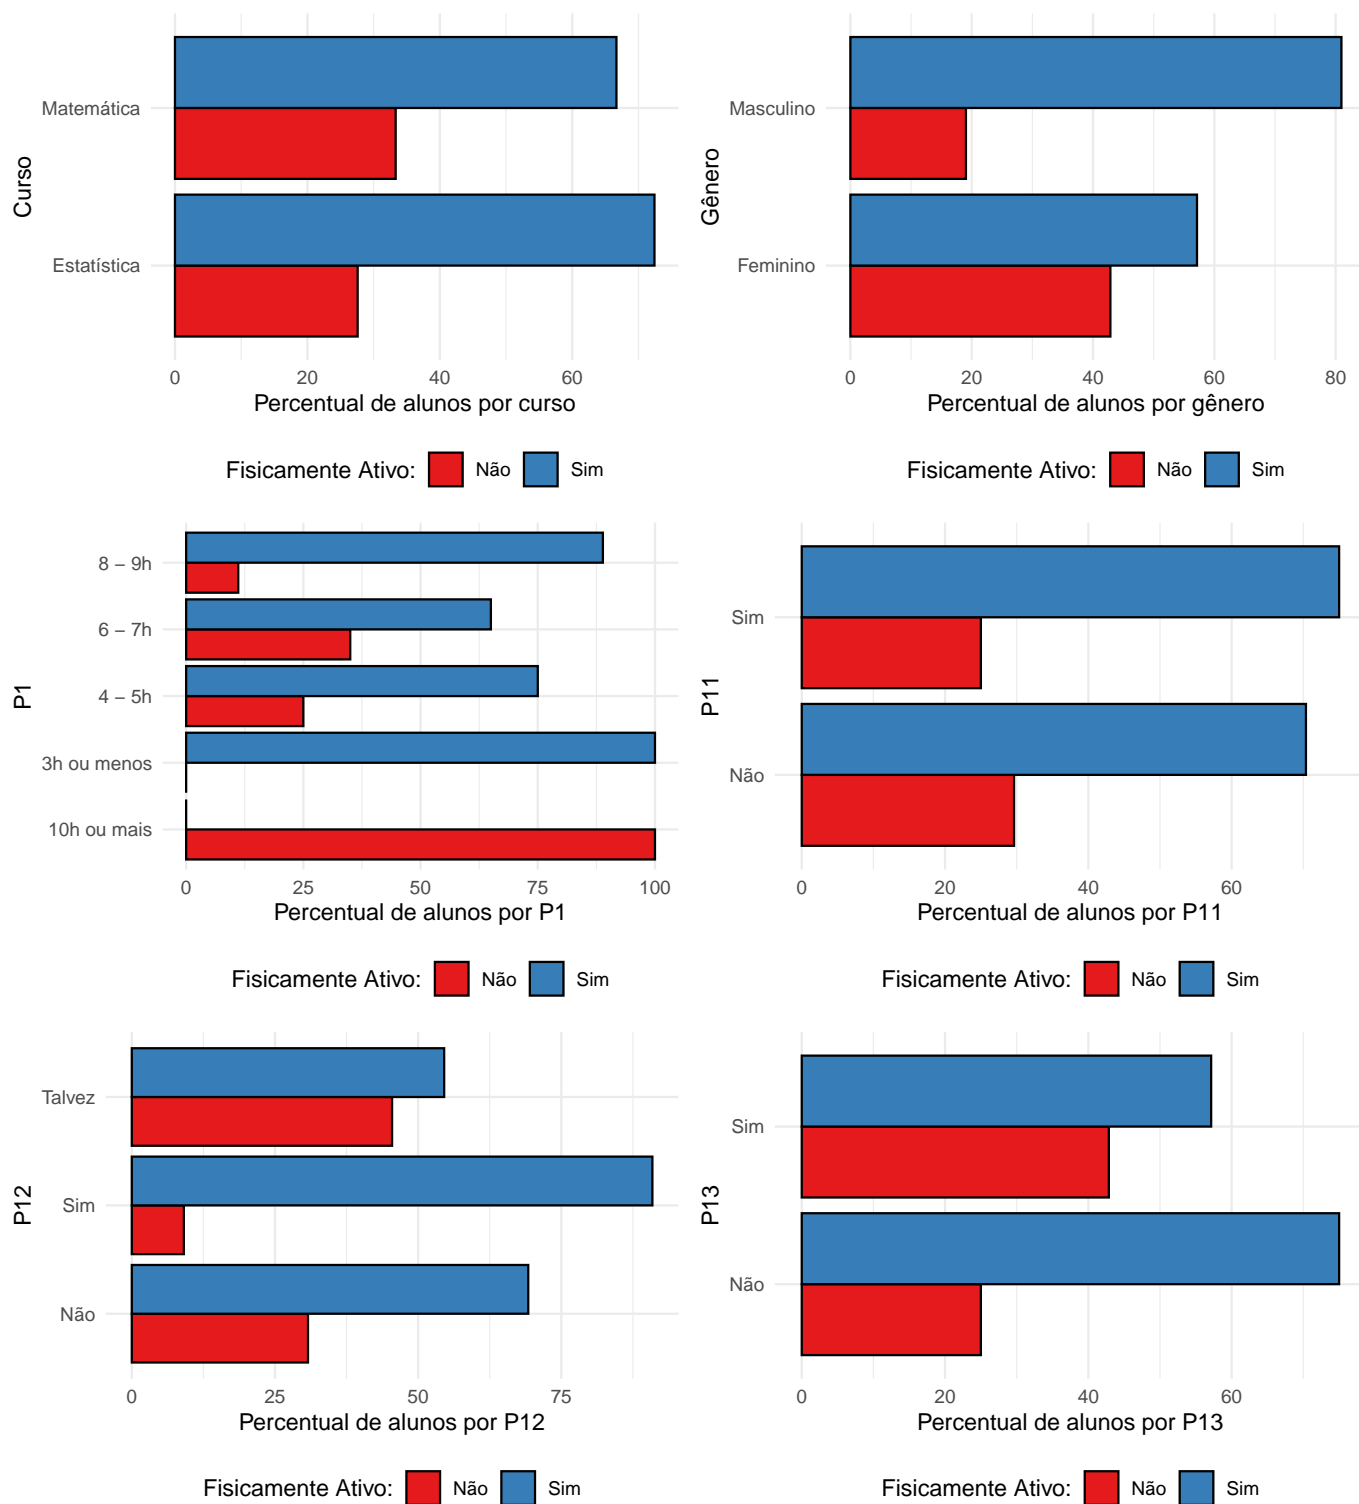 Curso
Matemática
Estatística
0 20 40 60
Percentual de alunos por curso
Fisicamente Ativo: Não Sim
Gênero
Masculino
Feminino
0 20 40 60 80
Percentual de alunos por gênero
Fisicamente Ativo: Não Sim
P1
8 – 9h
6 – 7h
4 – 5h
3h ou menos
10h ou mais
0 25 50 75 100
Percentual de alunos por P1
Fisicamente Ativo: Não Sim
P11
Sim
Não
0 20 40 60
Percentual de alunos por P11
Fisicamente Ativo: Não Sim
P12
Talvez
Sim
Não
0 25 50 75
Percentual de alunos por P12
Fisicamente Ativo: Não Sim
P13
Sim
Não
0 20 40 60
Percentual de alunos por P13
Fisicamente Ativo: Não Sim